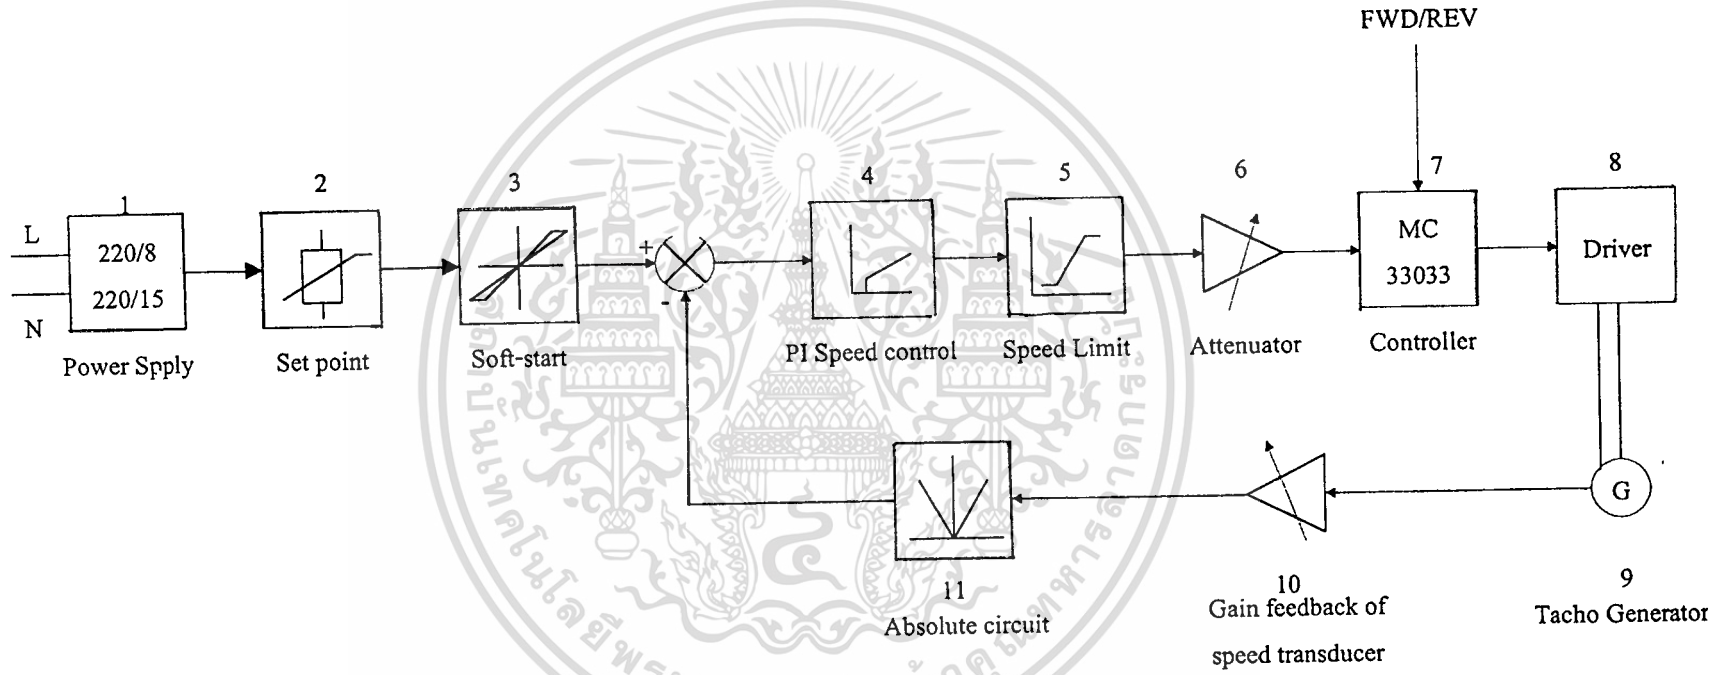 FWD/REV
1
2
3
4
5
6
7
8
L
N
220/8
220/15
+
-
MC
33033
Driver
Power Spply
Set point
Soft-start
PI Speed control
Speed Limit
Attenuator
Controller
G
11
Absolute circuit
10
Gain feedback of
speed transducer
9
Tacho Generator